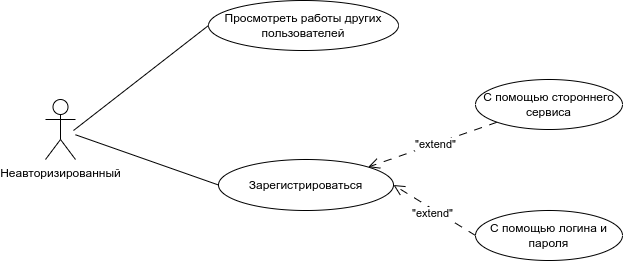 Просмотреть работы других
пользователей
С помощью стороннего
сервиса
"extend"
Неавторизированный
Зарегистрироваться
"extend"
С помощью логина и
пароля